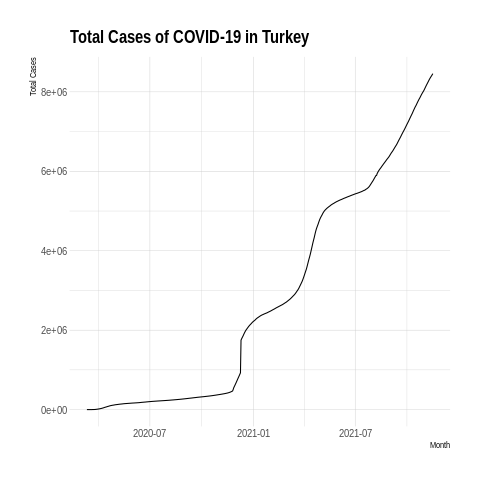 Total Cases of COVID-19 in Turkey
Total Cases
8e+06
6e+06
4e+06
2e+06
0e+00
2020-07
2021-01
2021-07
Month